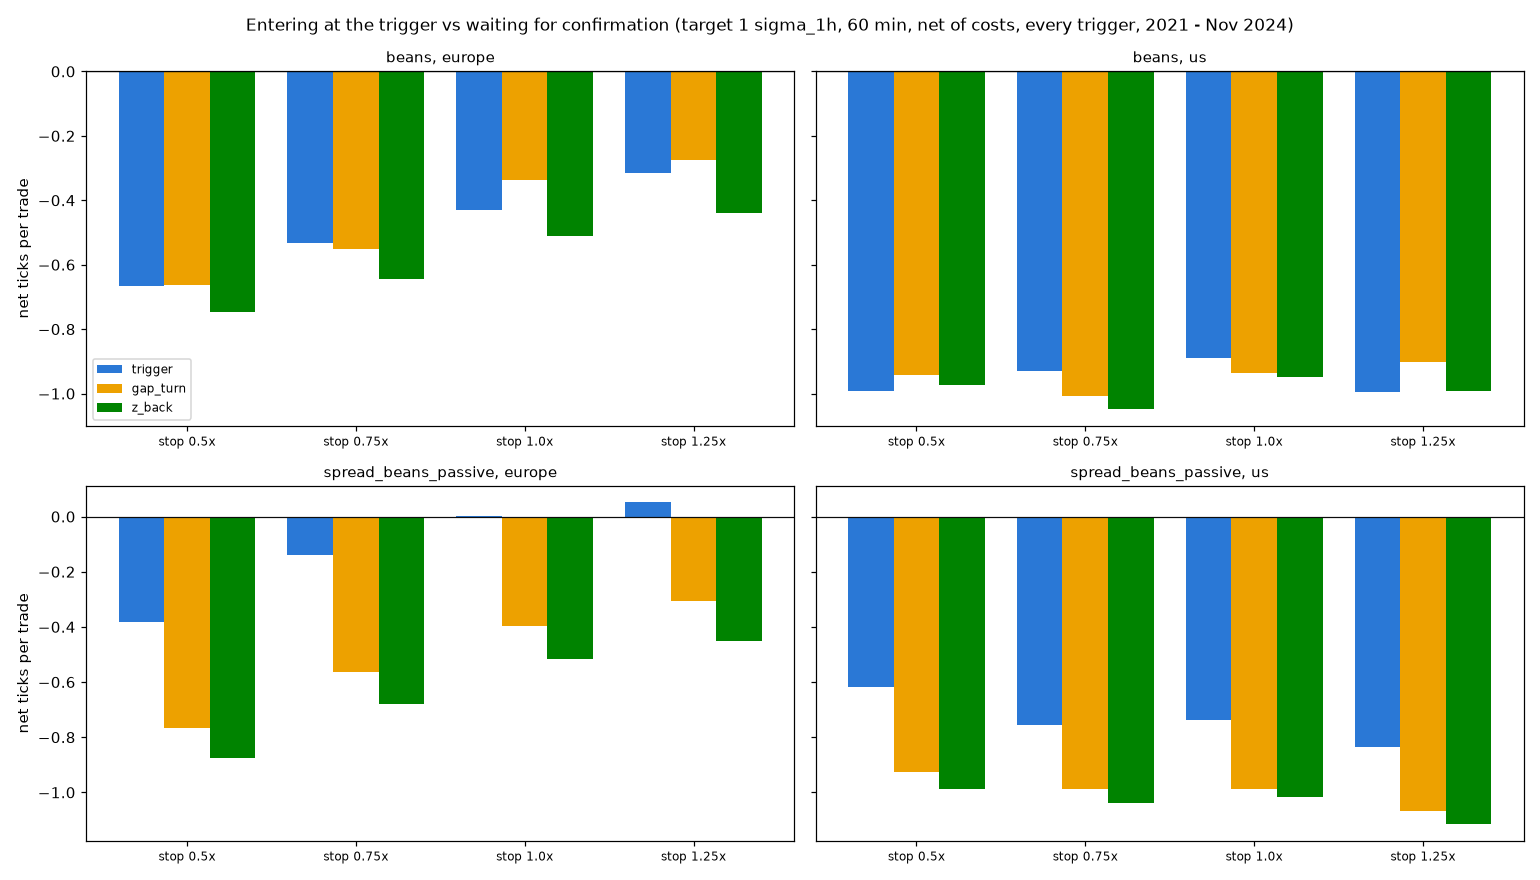 Entering at the trigger vs waiting for confirmation (target 1 sigma_1h, 60 min, net of costs, every trigger, 2021 - Nov 2024)
beans, europe
beans, us
net ticks per trade
0.0
−0.2
−0.4
−0.6
−0.8
−1.0
trigger
gap_turn
z_back
stop 0.5x
stop 0.75x
stop 1.0x
stop 1.25x
stop 0.5x
stop 0.75x
stop 1.0x
stop 1.25x
spread_beans_passive, europe
spread_beans_passive, us
net ticks per trade
0.0
−0.2
−0.4
−0.6
−0.8
−1.0
stop 0.5x
stop 0.75x
stop 1.0x
stop 1.25x
stop 0.5x
stop 0.75x
stop 1.0x
stop 1.25x